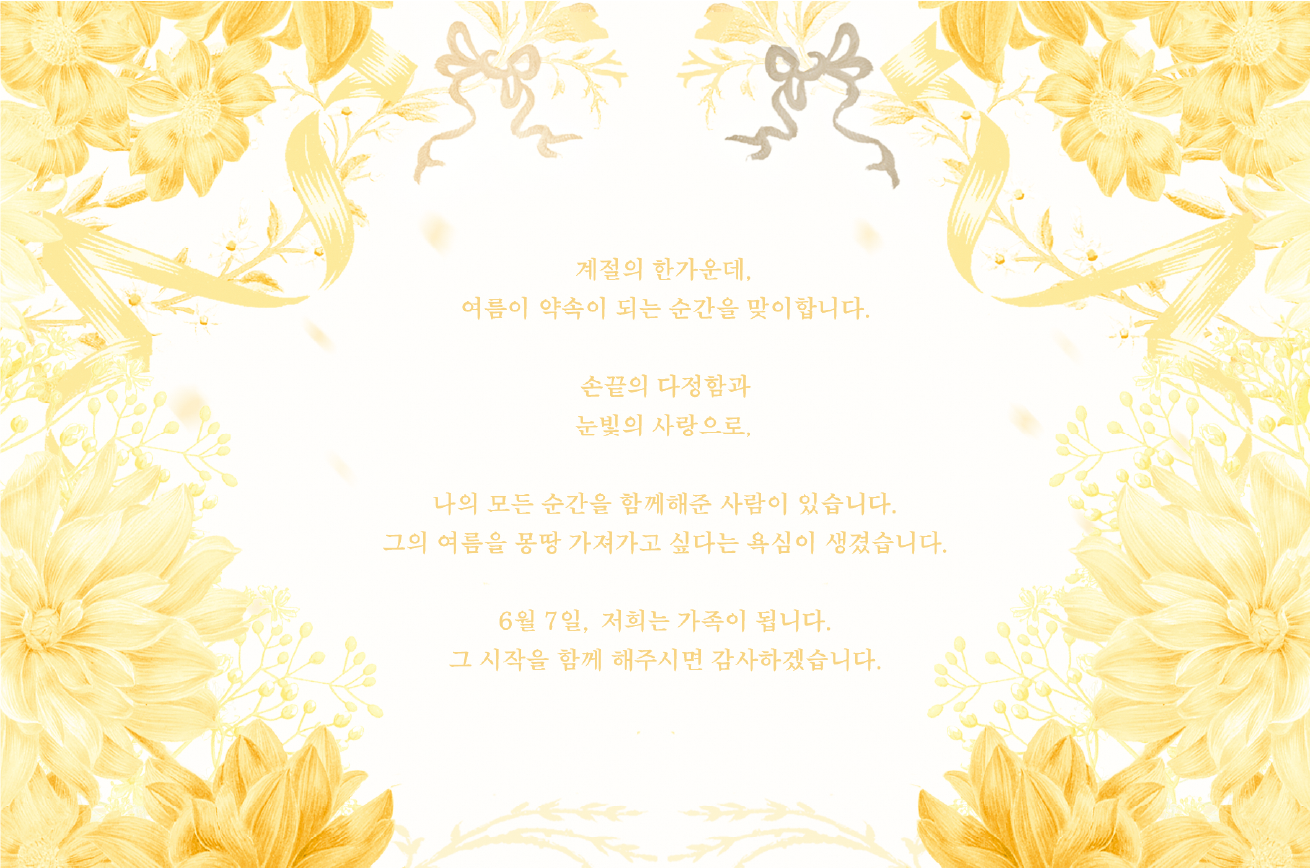 계절의 한가운데,
여름이 약속이 되는 순간을 맞이합니다.
손끝의 다정함과
눈빛의 사랑으로,
나의 모든 순간을 함께해준 사람이 있습니다.
그의 여름을 몽땅 가져가고 싶다는 욕심이 생겼습니다.
6월 7일, 저희는 가족이 됩니다.
그 시작을 함께 해주시면 감사하겠습니다.